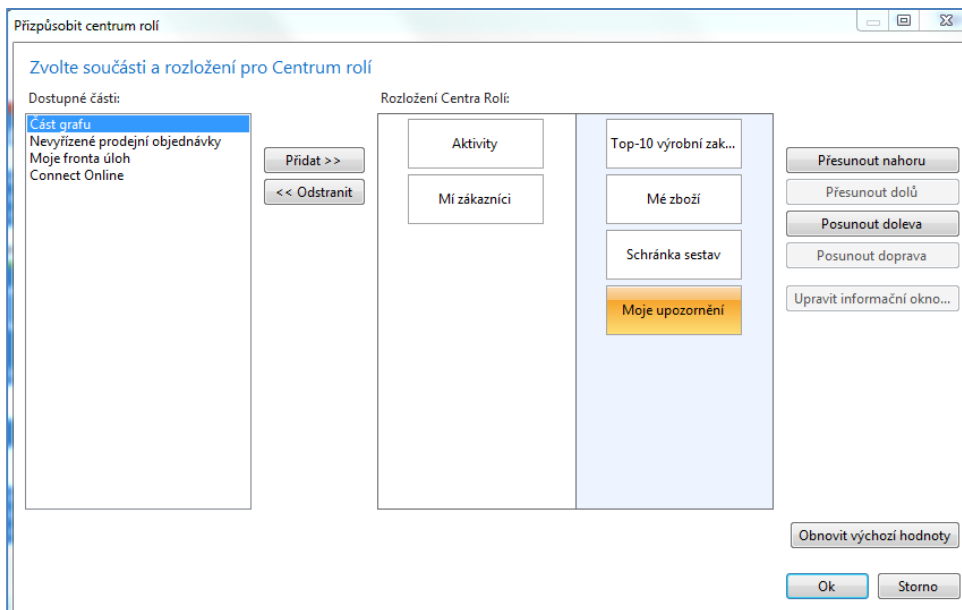 Přizpůsobit centrum rolí
Zvolte součásti a rozložení pro Centrum rolí
Dostupné části:
Část grafu
Nevyřízené prodejní objednávky
Moje fronta úloh
Connect Online
Přidat >>
<< Odstranit
Rozložení Centra Rolí:
Aktivity
Mí zákazníci
Top-10 výrobní zak...
Mé zboží
Schránka sestav
Moje upozornění
Přesunout nahoru
Přesunout dolů
Posunout doleva
Posunout doprava
Upravit informační okno...
Obnovit výchozí hodnoty
Ok
Storno